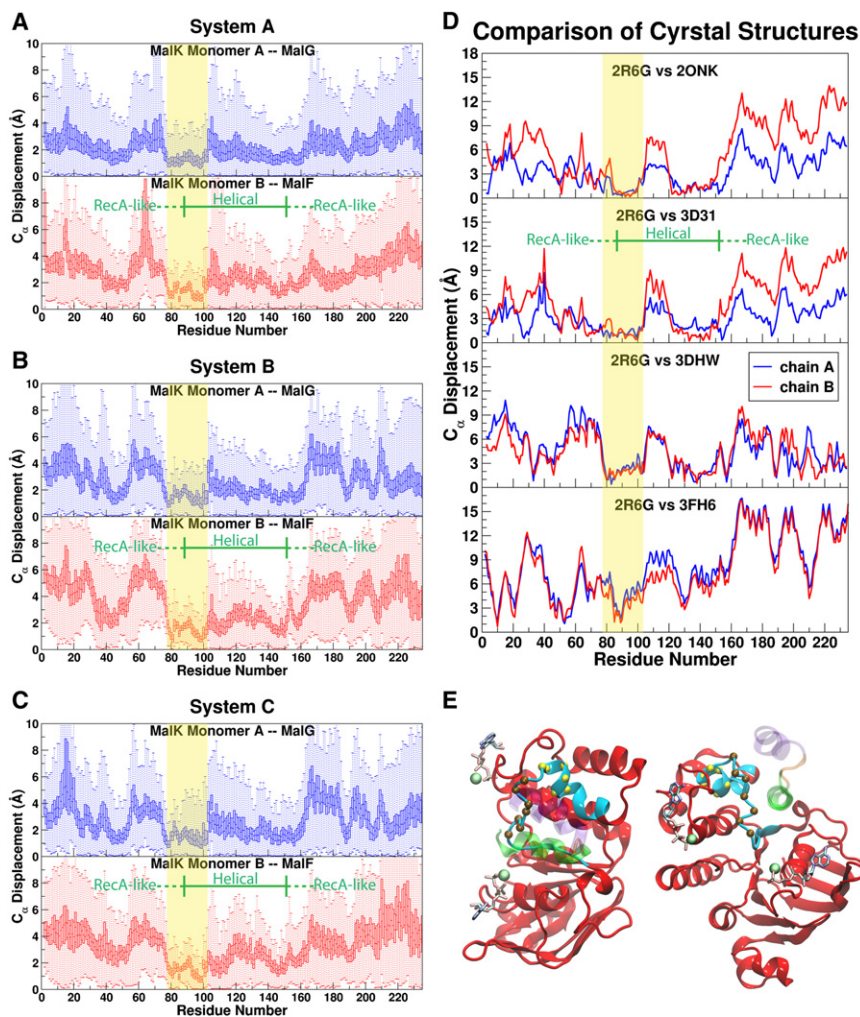 A
System A
MalK Monomer A -- MalG
10
8
6
4
2
0
MalK Monomer B -- MalF
RecA-like
Helical
RecA-like
8
6
4
2
0
Cα Displacement (Å)
0 20 40 60 80 100 120 140 160 180 200 220
Residue Number
B
System B
MalK Monomer A -- MalG
10
8
6
4
2
0
MalK Monomer B -- MalF
RecA-like
Helical
RecA-like
8
6
4
2
0
Cα Displacement (Å)
0 20 40 60 80 100 120 140 160 180 200 220
Residue Number
C
System C
MalK Monomer A -- MalG
10
8
6
4
2
0
MalK Monomer B -- MalF
RecA-like
Helical
RecA-like
8
6
4
2
0
Cα Displacement (Å)
0 20 40 60 80 100 120 140 160 180 200 220
Residue Number
D
Comparison of Cyrstal Structures
2R6G vs 2ONK
18
15
12
9
6
3
0
2R6G vs 3D31
RecA-like
Helical
RecA-like
15
12
9
6
3
0
2R6G vs 3DHW
chain A
chain B
15
12
9
6
3
0
2R6G vs 3FH6
15
12
9
6
3
0
Cα Displacement (Å)
0 20 40 60 80 100 120 140 160 180 200 220
Residue Number
E